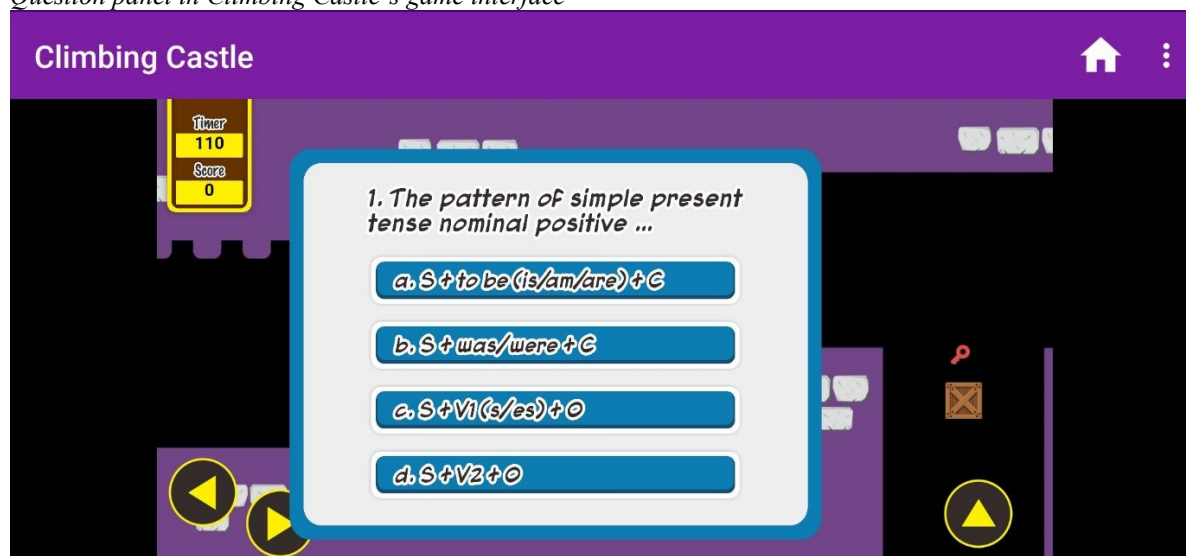 Question panel in Climbing Castle's game interface
Climbing Castle
Timer
110
Score
0
1. The pattern of simple present
tense nominal positive ...
a. S + to be (is/am/are) + C
b. S + was/were + C
c. S + V1 (s/es) + O
d. S + V2 + O